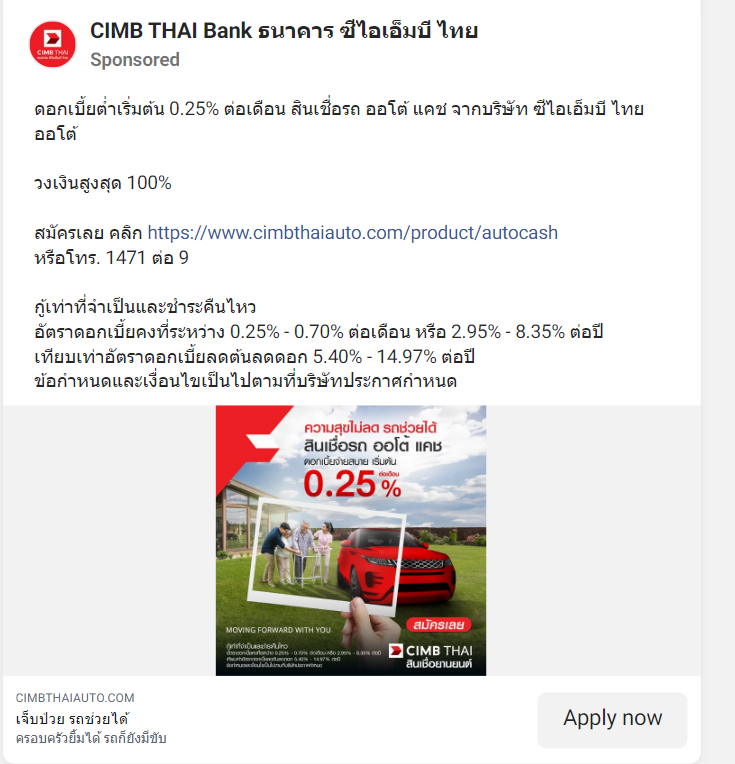 CIMB THAI Bank ธนาคาร ซีไอเอ็มบี ไทย
Sponsored
ดอกเบี้ยต่ำเริ่มต้น 0.25% ต่อเดือน สินเชื่อรถ ออโต้ แคช จากบริษัท ซีไอเอ็มบี ไทย
ออโต้
วงเงินสูงสุด 100%
สมัครเลย คลิก https://www.cimbthaiauto.com/product/autocash
หรือโทร. 1471 ต่อ 9
กู้เท่าที่จำเป็นและชำระคืนไหว
อัตราดอกเบี้ยคงที่ระหว่าง 0.25% - 0.70% ต่อเดือน หรือ 2.95% - 8.35% ต่อปี
เทียบเท่าอัตราดอกเบี้ยลดต้นลดดอก 5.40% - 14.97% ต่อปี
ข้อกำหนดและเงื่อนไขเป็นไปตามที่บริษัทประกาศกำหนด
ความสุขไม่ลด รถช่วยได้
สินเชื่อรถ ออโต้ แคช
ดอกเบี้ยจ่ายสบาย เริ่มต้น
0.25% ต่อเดือน
สมัครเลย
MOVING FORWARD WITH YOU
กู้เท่าที่จำเป็นและชำระคืนไหว
CIMB THAI
สินเชื่อยานยนต์
CIMBTHAIAUTO.COM
เจ็บป่วย รถช่วยได้
ครอบครัวยิ้มได้ รถก็ยังมีขับ
Apply now